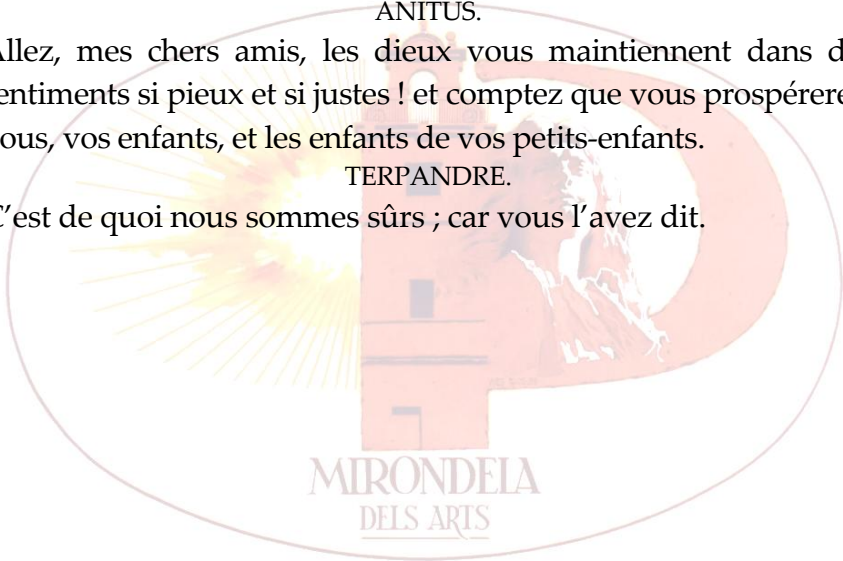 ANITUS.
Allez, mes chers amis, les dieux vous maintiennent dans d
entiments si pieux et si justes ! et comptez que vous prospérere
ous, vos enfants, et les enfants de vos petits-enfants.
TERPANDRE.
C’est de quoi nous sommes sûrs ; car vous l’avez dit.
MIRONDELA
DELS ARTS